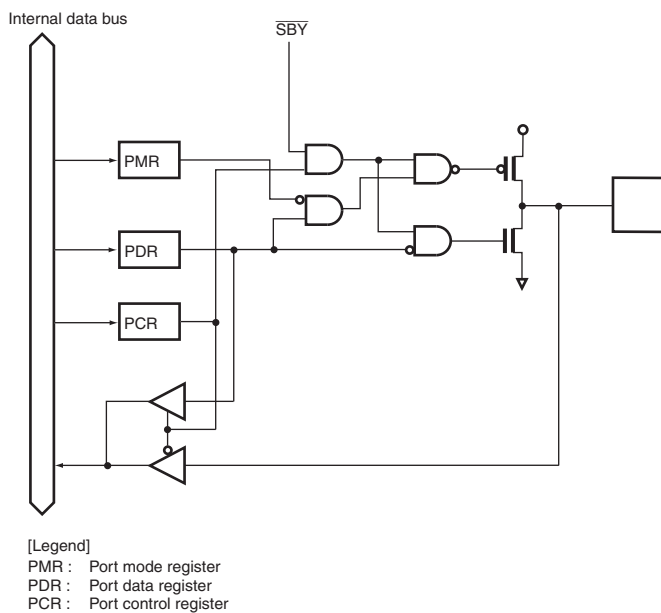 Internal data bus
SBY
PMR
PDR
PCR
[Legend]
PMR : Port mode register
PDR : Port data register
PCR : Port control register